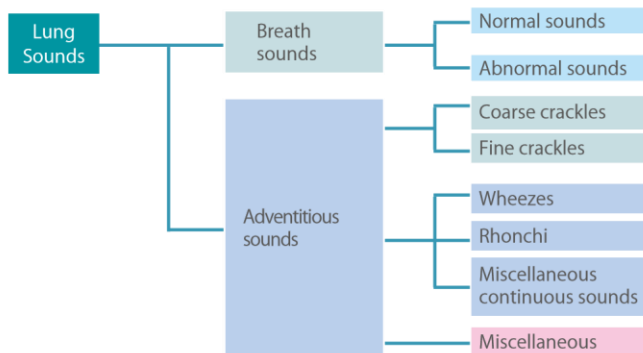 Lung
Sounds
Breath
sounds
Normal sounds
Abnormal sounds
Adventitious
sounds
Coarse crackles
Fine crackles
Wheezes
Rhonchi
Miscellaneous
continuous sounds
Miscellaneous